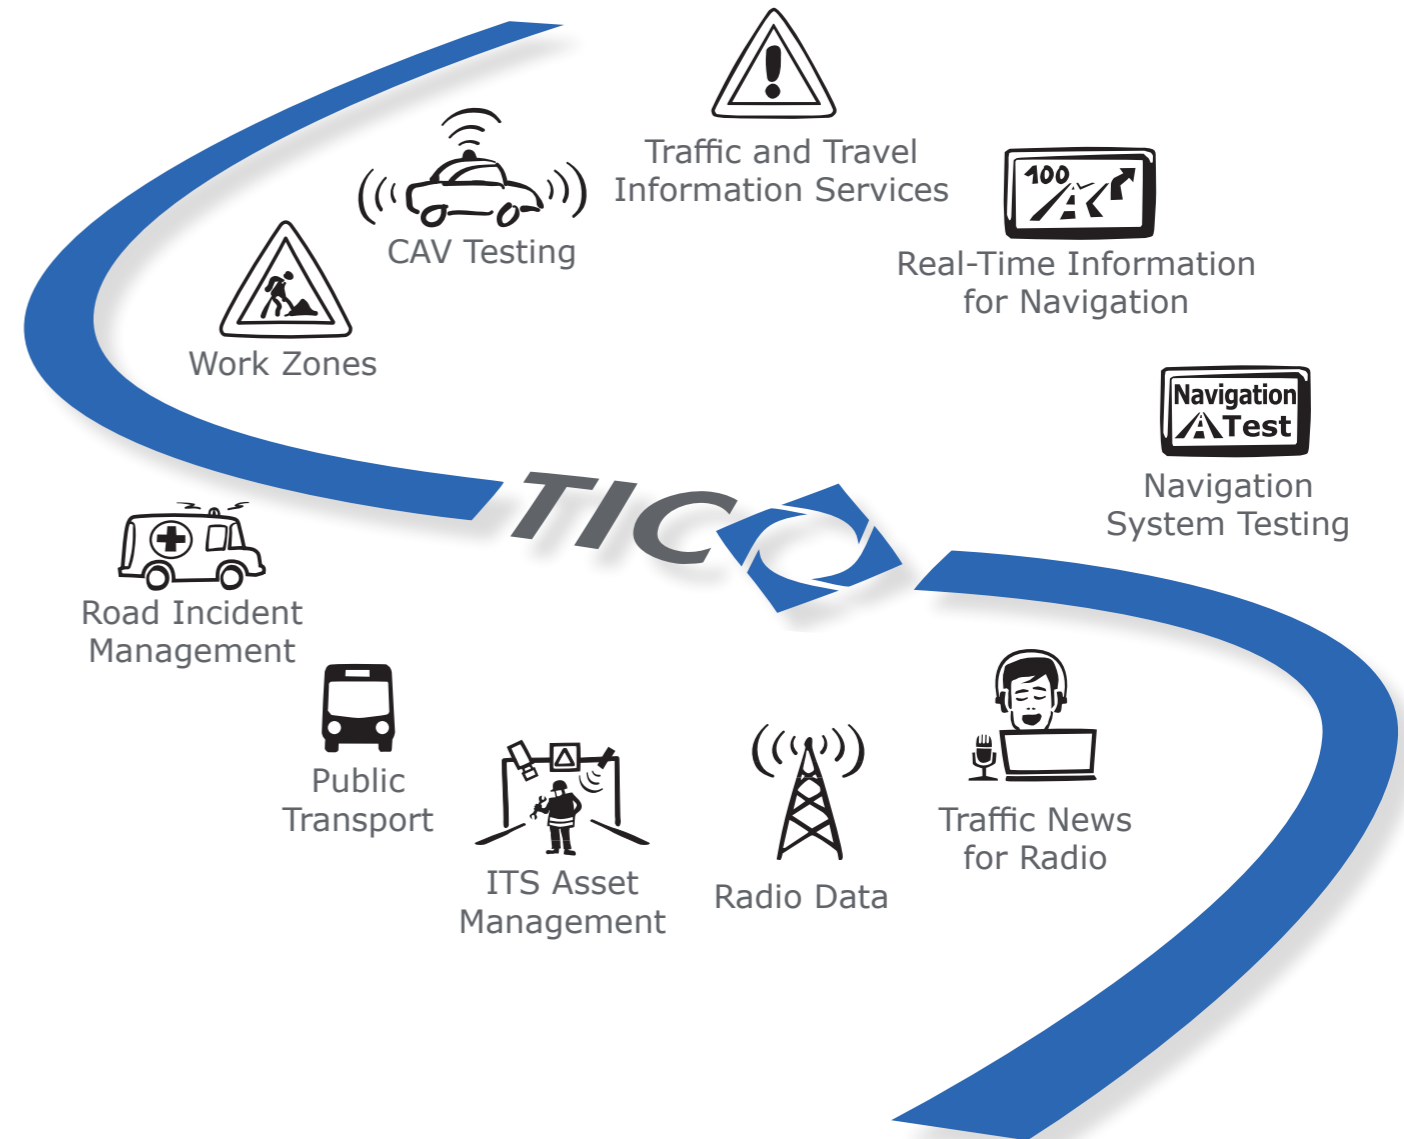 Traffic and Travel
Information Services
CAV Testing
100
Real-Time Information
for Navigation
Work Zones
Navigation
Test
Navigation
System Testing
TICO
Road Incident
Management
Public
Transport
ITS Asset
Management
Radio Data
Traffic News
for Radio